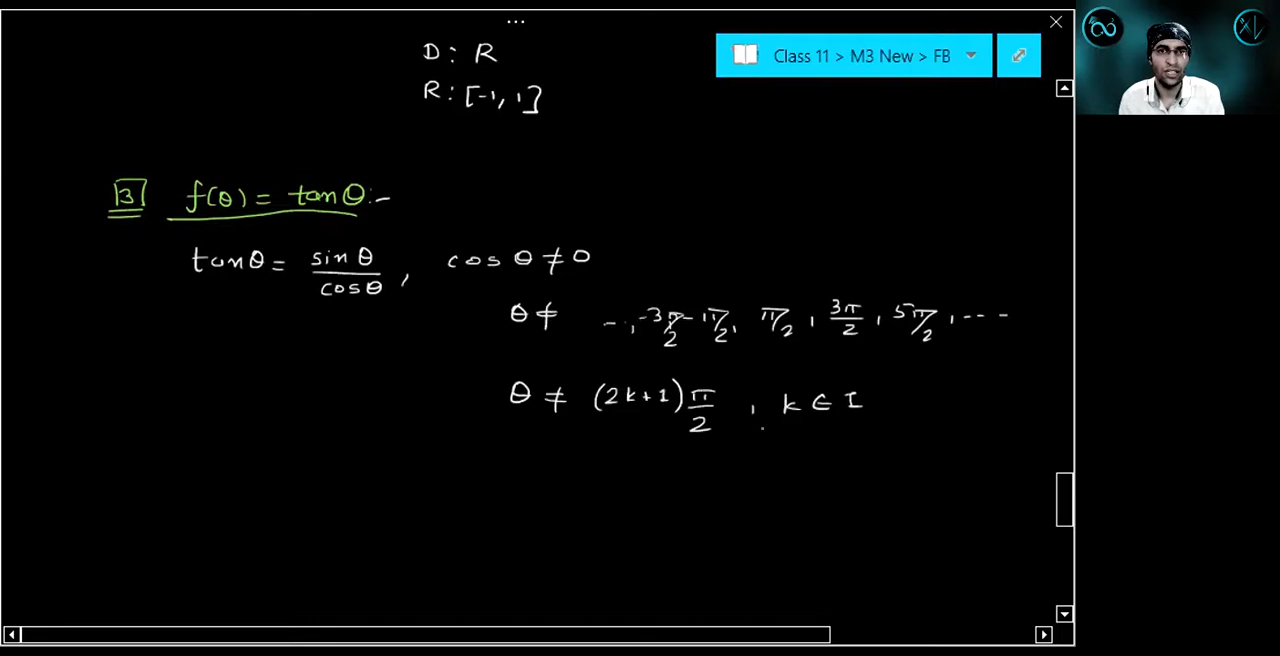 ...
D : R
Class 11 > M3 New > FB
R : [-1, 1]
3 f(θ) = tanθ :-
tanθ = sinθ/cosθ , cosθ ≠ 0
θ ≠ --, -3π/2 -π/2, π/2 , 3π/2 , 5π/2 , ----
θ ≠ (2k+1)π/2 , k ∈ I